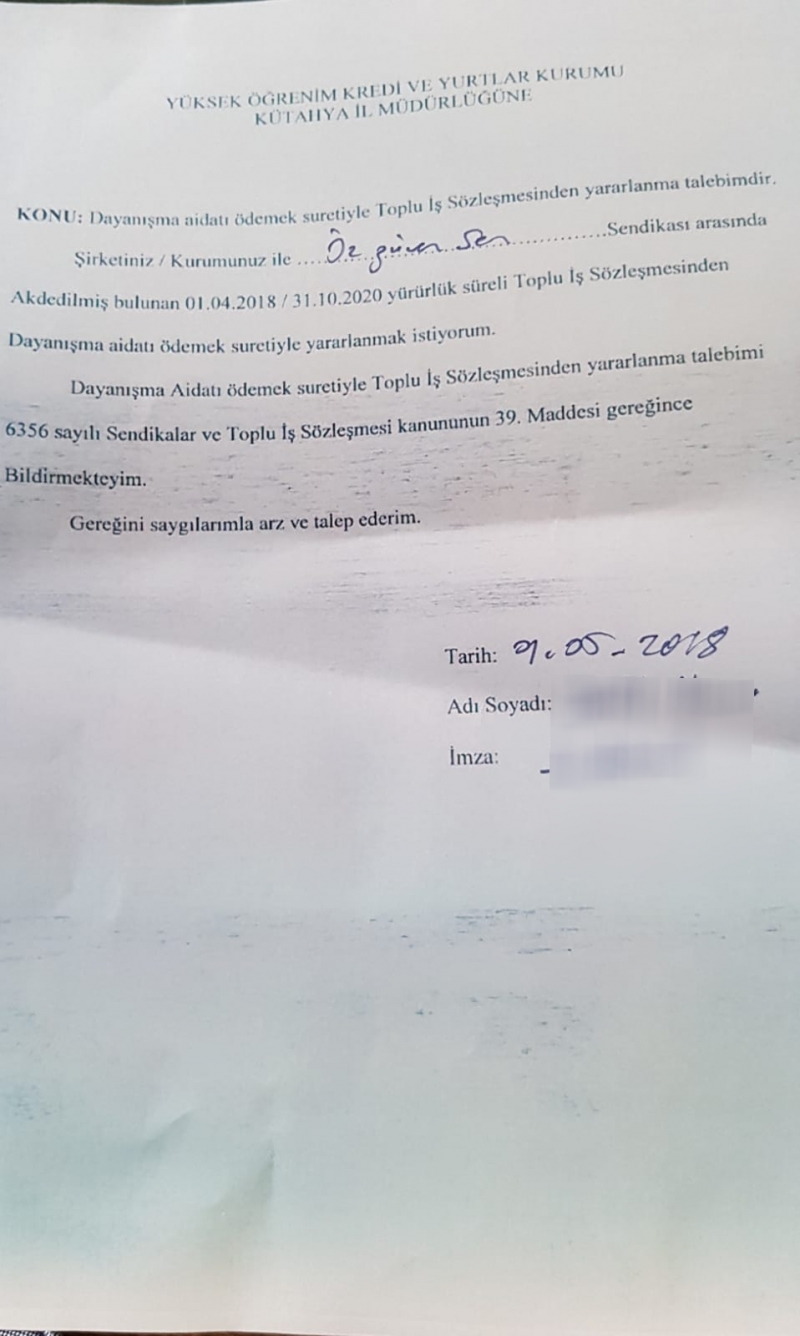 YÜKSEK ÖĞRENİM KREDİ VE YURTLAR KURUMU
KÜTAHYA İL MÜDÜRLÜĞÜNE
KONU: Dayanışma aidatı ödemek suretiyle Toplu İş Sözleşmesinden yararlanma talebimdir.
Şirketiniz / Kurumunuz ile .....Öz güven Sen................Sendikası arasında
Akdedilmiş bulunan 01.04.2018 / 31.10.2020 yürürlük süreli Toplu İş Sözleşmesinden
Dayanışma aidatı ödemek suretiyle yararlanmak istiyorum.
Dayanışma Aidatı ödemek suretiyle Toplu İş Sözleşmesinden yararlanma talebimi
6356 sayılı Sendikalar ve Toplu İş Sözleşmesi kanununun 39. Maddesi gereğince
Bildirmekteyim.
Gereğini saygılarımla arz ve talep ederim.
Tarih: 09.05-2018
Adı Soyadı:
İmza: